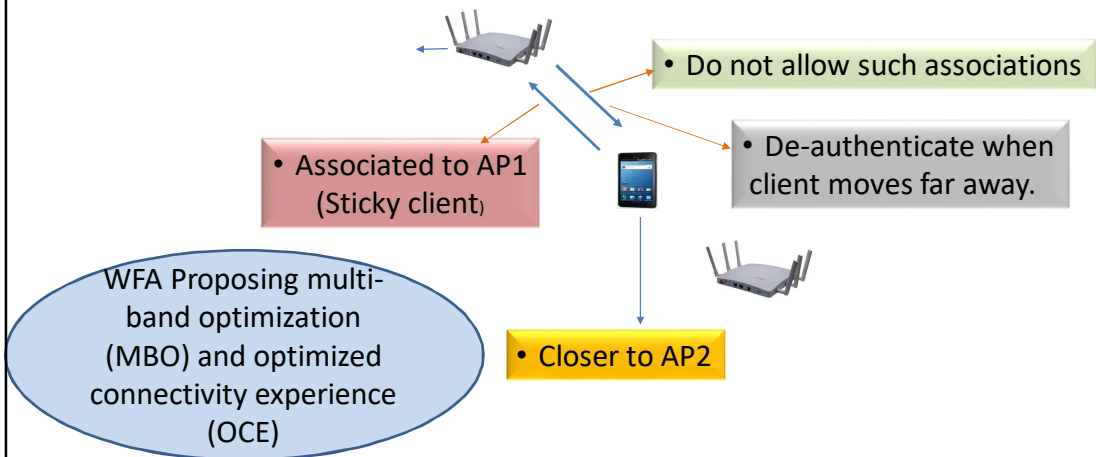 • Do not allow such associations
• De-authenticate when
client moves far away.
• Associated to AP1
(Sticky client)
WFA Proposing multi-
band optimization
(MBO) and optimized
connectivity experience
(OCE)
• Closer to AP2